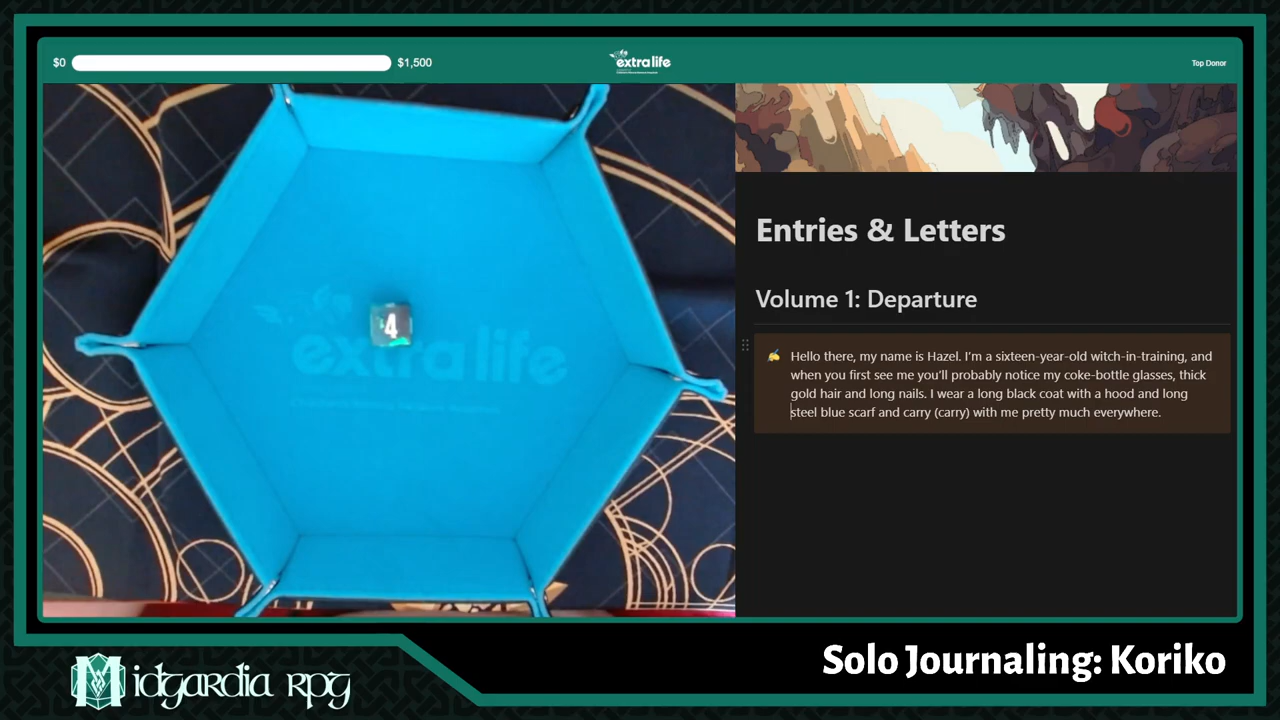 $0
$1,500
extra life
Top Donor
4
extra life
Entries & Letters
Volume 1: Departure
Hello there, my name is Hazel. I'm a sixteen-year-old witch-in-training, and
when you first see me you'll probably notice my coke-bottle glasses, thick
gold hair and long nails. I wear a long black coat with a hood and long
steel blue scarf and carry (carry) with me pretty much everywhere.
Midgardia RPG
Solo Journaling: Koriko